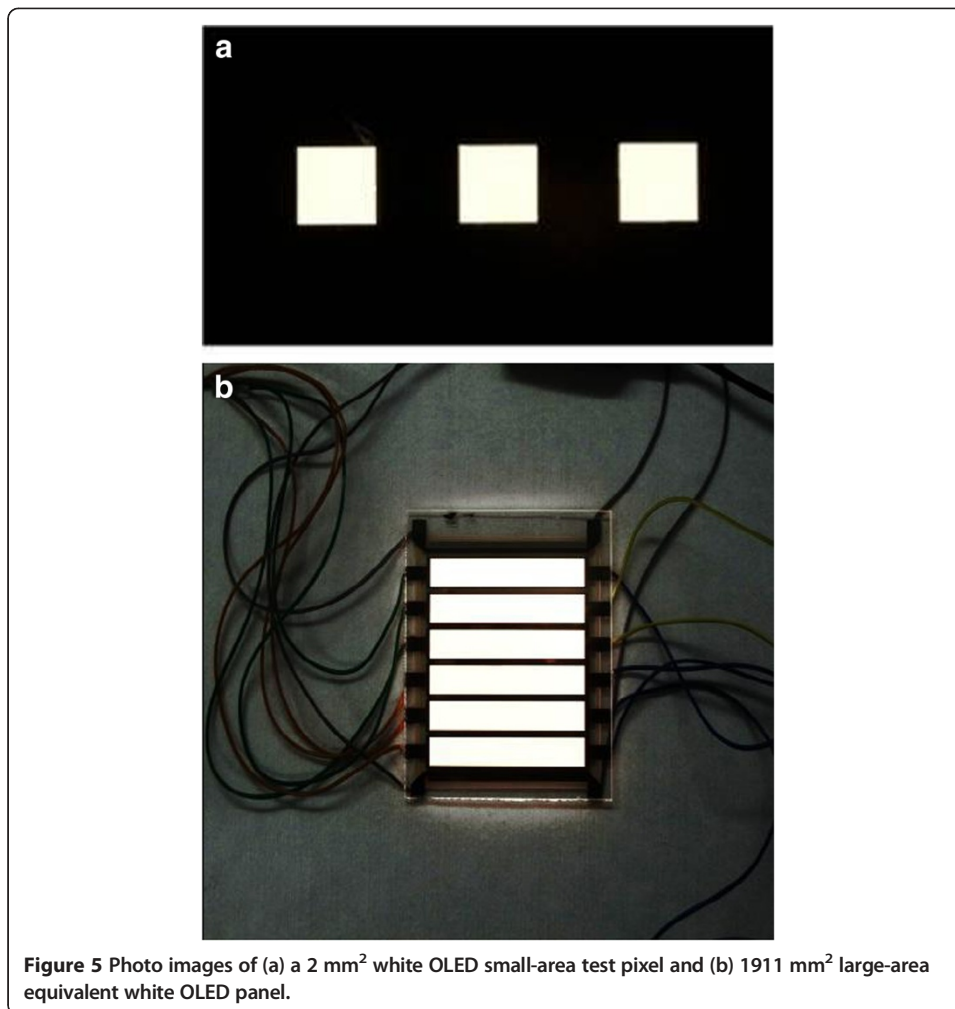 a
b
Figure 5 Photo images of (a) a 2 mm² white OLED small-area test pixel and (b) 1911 mm² large-area
equivalent white OLED panel.